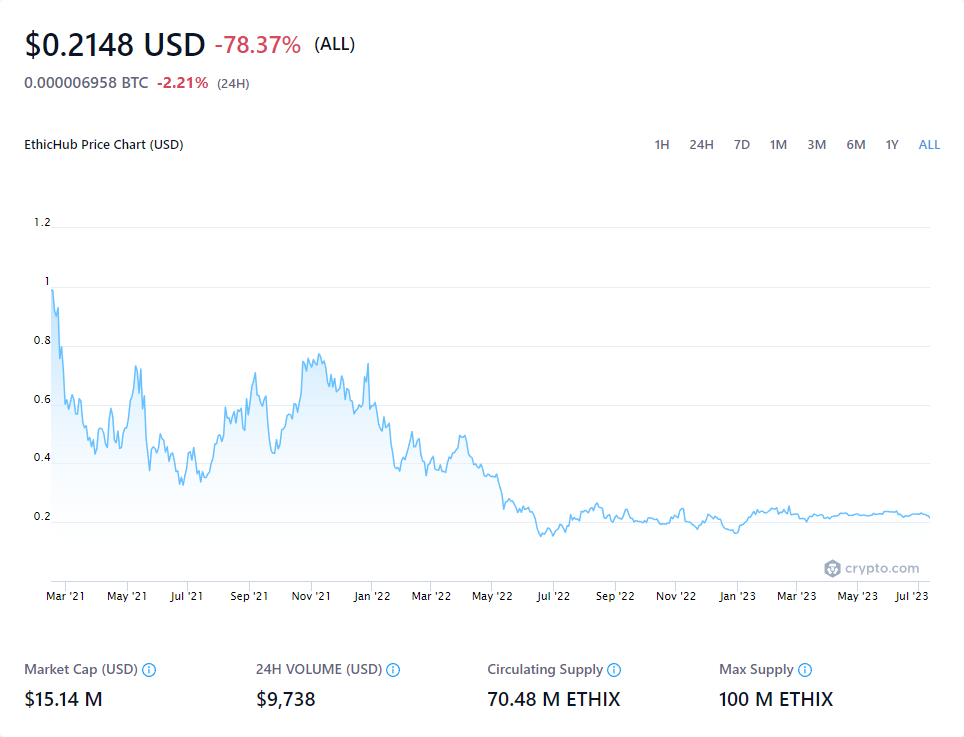 $0.2148 USD -78.37% (ALL)
0.000006958 BTC -2.21% (24H)
EthicHub Price Chart (USD) 1H 24H 7D 1M 3M 6M 1Y ALL
1.2
1
0.8
0.6
0.4
0.2
crypto.com
Mar '21 May '21 Jul '21 Sep '21 Nov '21 Jan '22 Mar '22 May '22 Jul '22 Sep '22 Nov '22 Jan '23 Mar '23 May '23 Jul '23
Market Cap (USD) 24H VOLUME (USD) Circulating Supply Max Supply
$15.14 M $9,738 70.48 M ETHIX 100 M ETHIX